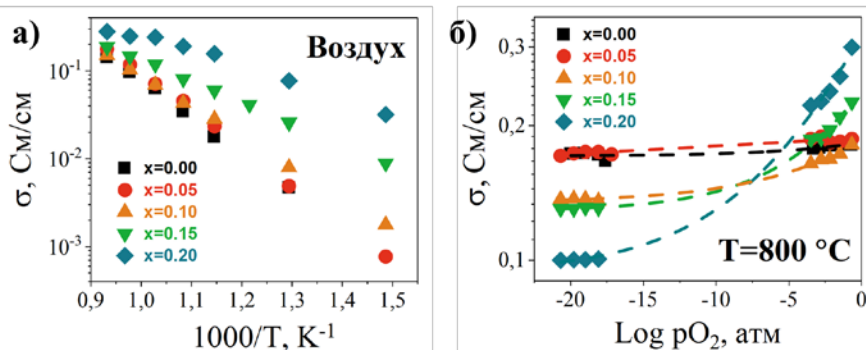 а)
Воздух
10⁻¹
10⁻²
10⁻³
σ, См/см
x=0.00
x=0.05
x=0.10
x=0.15
x=0.20
0,9 1,0 1,1 1,2 1,3 1,4 1,5
1000/T, K⁻¹
б)
x=0.00
x=0.05
x=0.10
x=0.15
x=0.20
0,3
0,2
0,1
σ, См/см
T=800 °C
-20 -15 -10 -5 0
Log pO₂, атм